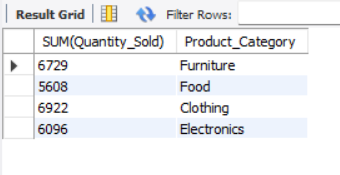 Result Grid Filter Rows:
SUM(Quantity_Sold) Product_Category
6729 Furniture
5608 Food
6922 Clothing
6096 Electronics